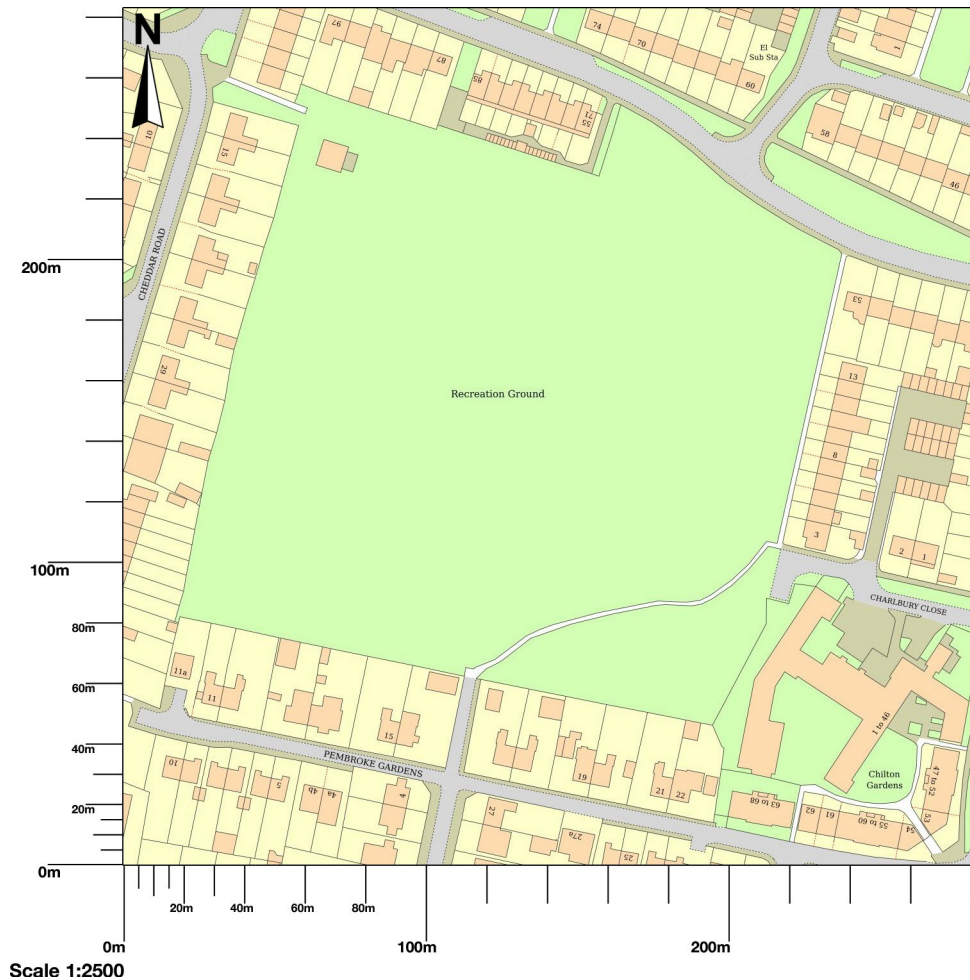 N
97
87
85
71
55
74
70
60
El
Sub Sta
1
58
46
10
15
CHEDDAR ROAD
200m
29
Recreation Ground
53
13
8
3
2
1
100m
CHARLBURY CLOSE
80m
11a
11
60m
15
40m
PEMBROKE GARDENS
10
5
4b
4a
4
19
21
22
1 to 46
Chilton
Gardens
47 to 52
53
54
55 to 60
61
62
63 to 68
20m
27
27a
25
0m
20m
40m
60m
80m
0m
100m
200m
Scale 1:2500